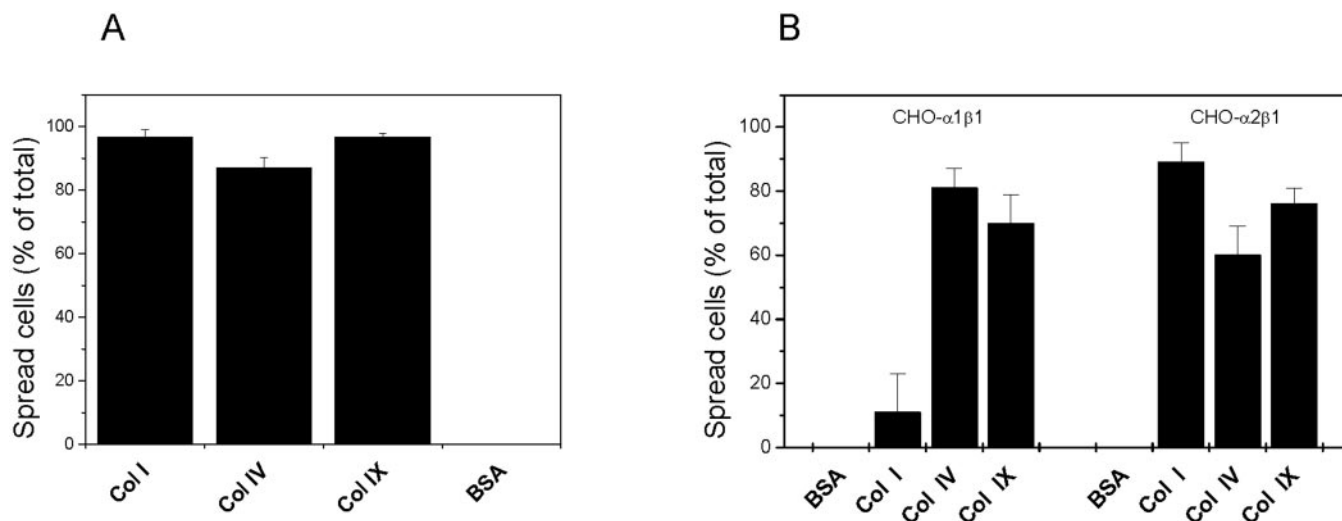 A
B
Spread cells (% of total)
100
80
60
40
20
0
Col I
Col IV
Col IX
BSA
Spread cells (% of total)
100
80
60
40
20
0
CHO-α1β1
CHO-α2β1
BSA
Col I
Col IV
Col IX
BSA
Col I
Col IV
Col IX